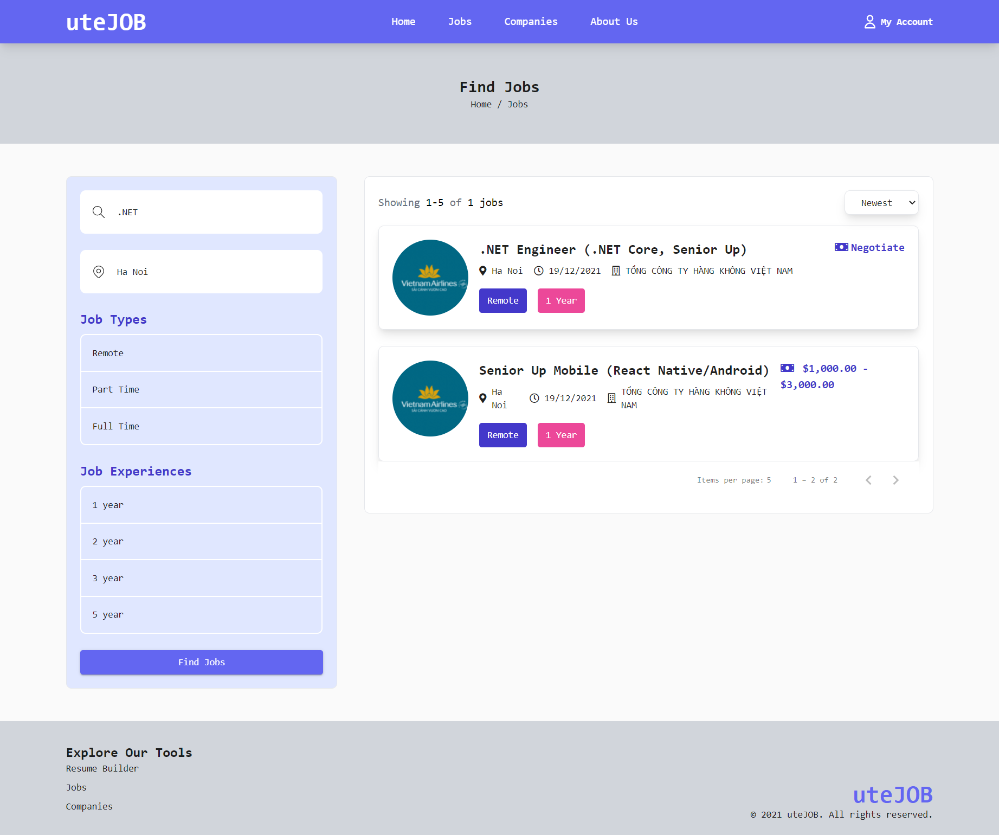 uteJOB
Home Jobs Companies About Us
My Account
Find Jobs
Home / Jobs
.NET
Ha Noi
Job Types
Remote
Part Time
Full Time
Job Experiences
1 year
2 year
3 year
5 year
Find Jobs
Showing 1-5 of 1 jobs
Newest
VietnamAirlines
SẢI CÁNH VƯƠN CAO
.NET Engineer (.NET Core, Senior Up)
Negotiate
Ha Noi 19/12/2021 TỔNG CÔNG TY HÀNG KHÔNG VIỆT NAM
Remote 1 Year
VietnamAirlines
SẢI CÁNH VƯƠN CAO
Senior Up Mobile (React Native/Android)
$1,000.00 -
$3,000.00
Ha
Noi
19/12/2021
TỔNG CÔNG TY HÀNG KHÔNG VIỆT
NAM
Remote 1 Year
Items per page: 5 1 – 2 of 2
Explore Our Tools
Resume Builder
Jobs
Companies
uteJOB
© 2021 uteJOB. All rights reserved.